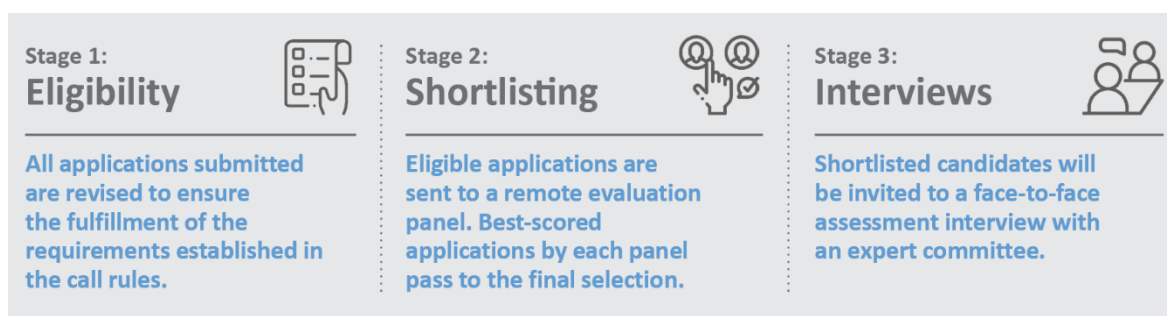 Stage 1:
Eligibility
All applications submitted
are revised to ensure
the fulfillment of the
requirements established in
the call rules.
Stage 2:
Shortlisting
Eligible applications are
sent to a remote evaluation
panel. Best-scored
applications by each panel
pass to the final selection.
Stage 3:
Interviews
Shortlisted candidates will
be invited to a face-to-face
assessment interview with
an expert committee.